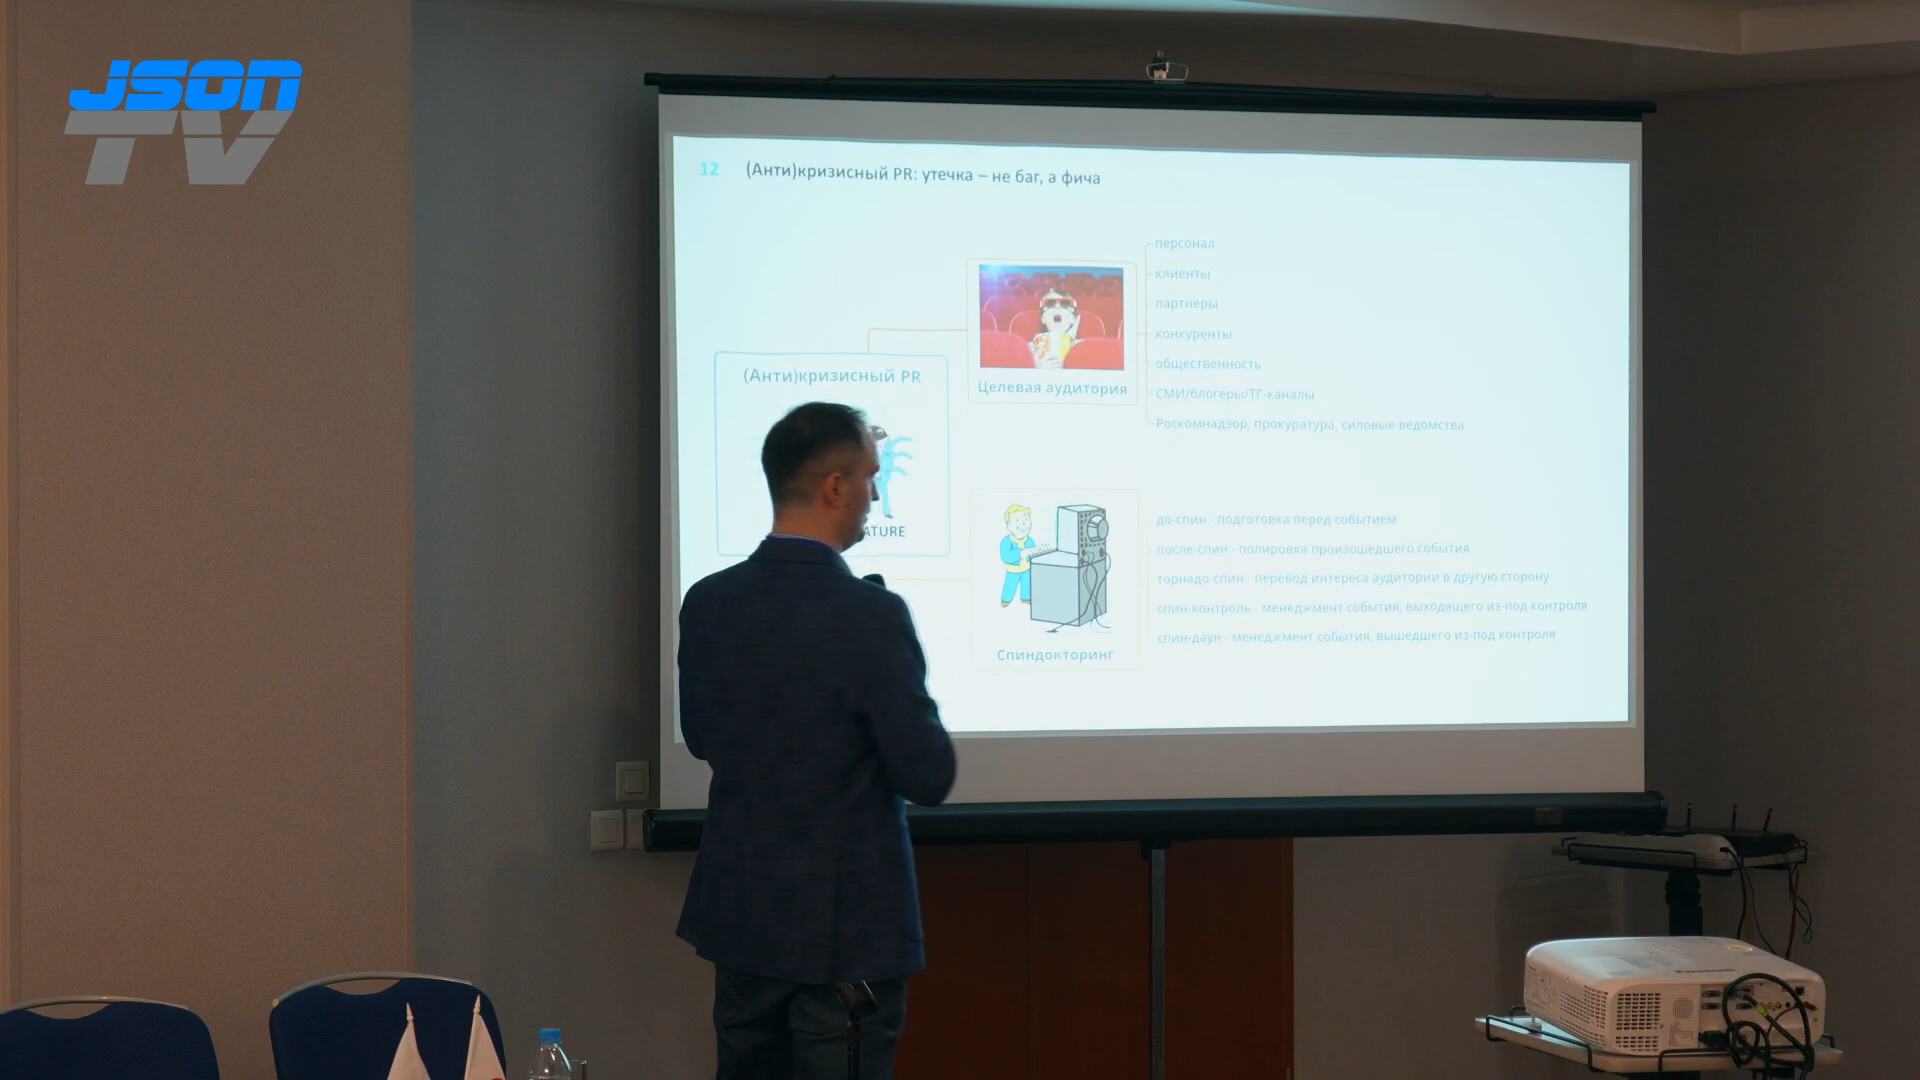 JSON
TV
12 (Анти)кризисный PR: утечка – не баг, а фича
(Анти)кризисный PR
ATURE
Целевая аудитория
персонал
клиенты
партнеры
конкуренты
общественность
СМИ/блогеры/ТГ-каналы
Роскомнадзор, прокуратура, силовые ведомства
Спиндокторинг
до-спин - подготовка перед событием
после-спин - полировка произошедшего события
торнадо-спин - перевод интереса аудитории в другую сторону
спин-контроль - менеджмент события, выходящего из-под контроля
спин-даун - менеджмент события, вышедшего из-под контроля
Panasonic